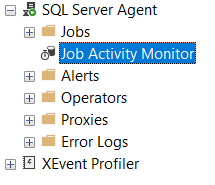 SQL Server Agent
Jobs
Job Activity Monitor
Alerts
Operators
Proxies
Error Logs
XEvent Profiler